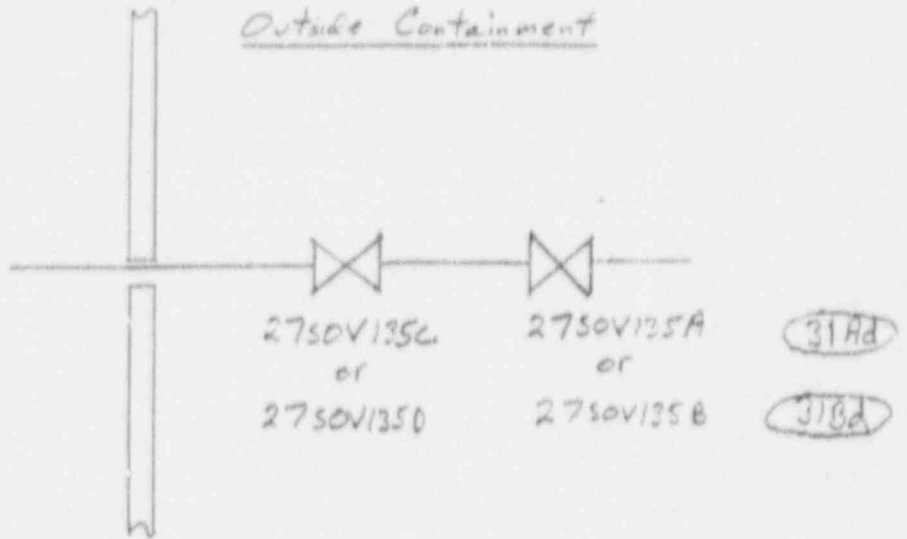 Outside Containment
27SOV135C 27SOV135A 31Ad
or or
27SOV135D 27SOV135B 31Bd